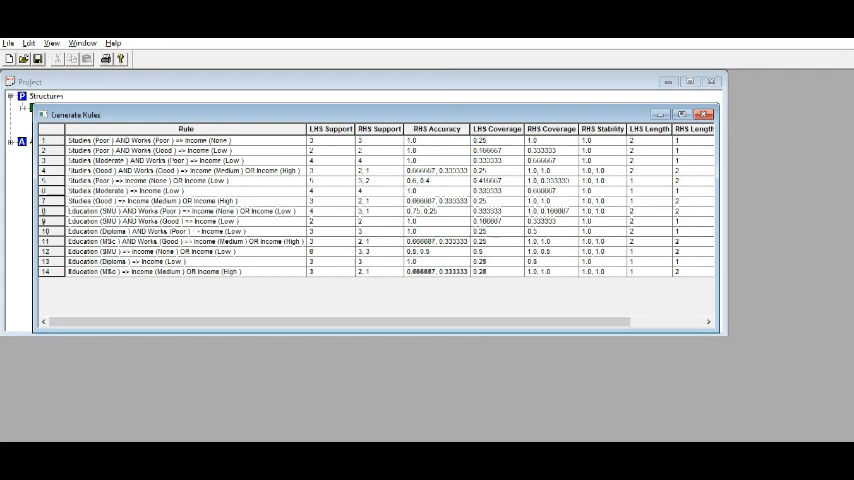 File Edit View Window Help
Project
Structures
Generate Rules
Rule LHS Support RHS Support RHS Accuracy LHS Coverage RHS Coverage RHS Stability LHS Length RHS Length
1 Studies (Poor ) AND Works (Poor ) => Income (None ) 3 3 1.0 0.25 1.0 1.0 2 1
2 Studies (Poor ) AND Works (Good ) => Income (Low ) 2 2 1.0 0.166667 0.333333 1.0 2 1
3 Studies (Moderate ) AND Works (Poor ) => Income (Low ) 4 4 1.0 0.333333 0.666667 1.0 2 1
4 Studies (Good ) AND Works (Good ) => Income (Medium ) OR Income (High ) 3 2, 1 0.666667, 0.333333 0.25 1.0, 1.0 1.0, 1.0 2 2
5 Studies (Poor ) => Income (None ) OR Income (Low ) 5 3, 2 0.6, 0.4 0.416667 1.0, 0.333333 1.0, 1.0 1 2
6 Studies (Moderate ) => Income (Low ) 4 4 1.0 0.333333 0.666667 1.0 1 1
7 Studies (Good ) => Income (Medium ) OR Income (High ) 3 2, 1 0.666667, 0.333333 0.25 1.0, 1.0 1.0, 1.0 1 2
8 Education (SMU ) AND Works (Poor ) => Income (None ) OR Income (Low ) 4 3, 1 0.75, 0.25 0.333333 1.0, 0.166667 1.0, 1.0 2 2
9 Education (SMU ) AND Works (Good ) => Income (Low ) 2 2 1.0 0.166667 0.333333 1.0 2 1
10 Education (Diploma ) AND Works (Poor ) => Income (Low ) 3 3 1.0 0.25 0.5 1.0 2 1
11 Education (MSc ) AND Works (Good ) => Income (Medium ) OR Income (High ) 3 2, 1 0.666667, 0.333333 0.25 1.0, 1.0 1.0, 1.0 2 2
12 Education (SMU ) => Income (None ) OR Income (Low ) 6 3, 3 0.5, 0.5 0.5 1.0, 0.5 1.0, 1.0 1 2
13 Education (Diploma ) => Income (Low ) 3 3 1.0 0.25 0.5 1.0 1 1
14 Education (MSc ) => Income (Medium ) OR Income (High ) 3 2, 1 0.666667, 0.333333 0.25 1.0, 1.0 1.0, 1.0 1 2